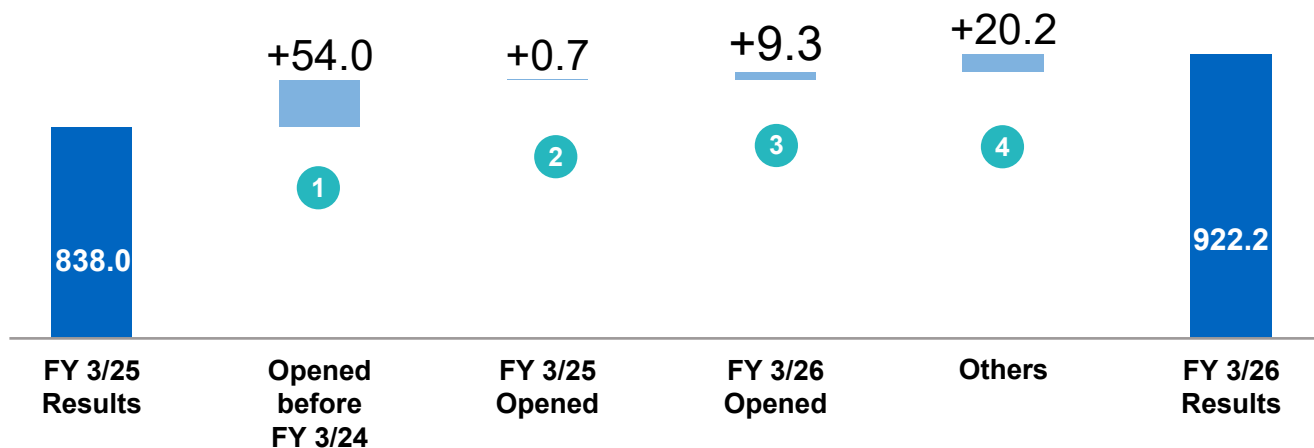 +54.0
+0.7
+9.3
+20.2
1
2
3
4
838.0
922.2
FY 3/25
Results
Opened
before
FY 3/24
FY 3/25
Opened
FY 3/26
Opened
Others
FY 3/26
Results